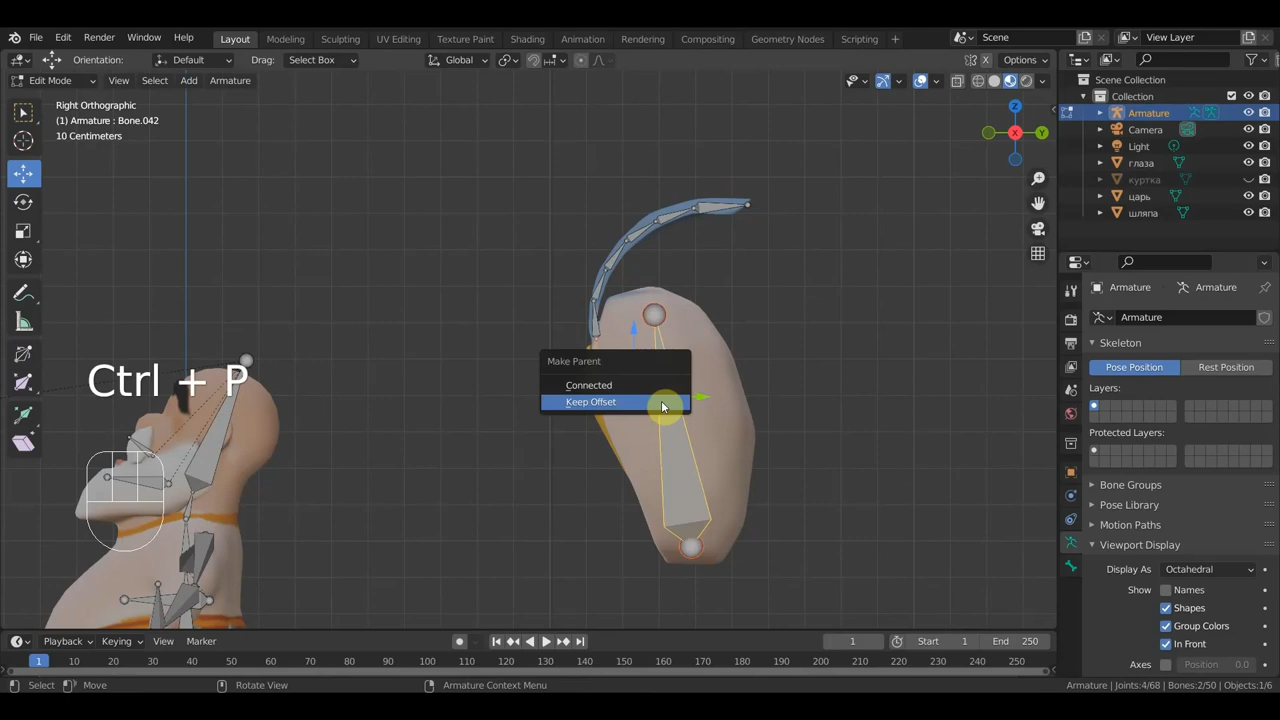 File Edit Render Window Help Layout Modeling Sculpting UV Editing Texture Paint Shading Animation Rendering Compositing Geometry Nodes Scripting + Scene View Layer
Orientation: Default Drag: Select Box Global Options
Edit Mode View Select Add Armature
Right Orthographic
(1) Armature : Bone.042
10 Centimeters
Z
Y
X
Scene Collection
Collection
Armature
Camera
Light
глаза
куртка
царь
шляпа
Armature Armature
Armature
Skeleton
Pose Position Rest Position
Layers:
Protected Layers:
Bone Groups
Pose Library
Motion Paths
Viewport Display
Display As Octahedral
Show Names
Shapes
Group Colors
In Front
Axes Position 0.0
Make Parent
Connected
Keep Offset
Ctrl + P
Playback Keying View Marker 1 Start 1 End 250
1 10 20 30 40 50 60 70 80 90 100 110 120 130 140 150 160 170 180 190 200 210 220 230 240 250
Select Move Rotate View Armature Context Menu Armature | Joints:4/68 | Bones:2/50 | Objects:1/6